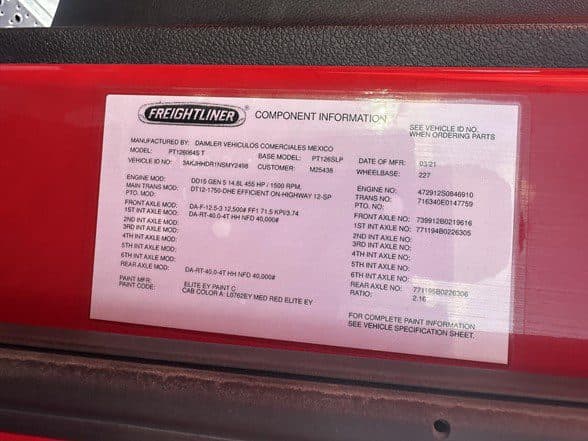 FREIGHTLINER COMPONENT INFORMATION
SEE VEHICLE ID NO.
WHEN ORDERING PARTS
MANUFACTURED BY: DAIMLER VEHICULOS COMERCIALES MEXICO
MODEL: PT126064S T BASE MODEL: PT126SLP DATE OF MFR: 03/21
VEHICLE ID: 3AKJHHDR1NSMY2498 CUSTOMER: M25438 WHEELBASE: 227
ENGINE MOD: DD15 GEN 5 14.8L 455 HP / 1500 RPM, ENGINE NO: 472912S0846910
MAIN TRANS MOD: DT12-1750-DHE EFFICIENT ON-HIGHWAY 12-SP TRANS NO: 716340E0147759
PTO. MOD: PTO. NO:
FRONT AXLE MOD: DA-F-12.5-3 12,500# FF1 71.5 KPI/3.74 FRONT AXLE NO: 739912B0219616
1ST INT AXLE MOD: DA-RT-40.0-4T HH NFD 40,000# 1ST INT AXLE NO: 771194B0226305
2ND INT AXLE MOD: 2ND INT AXLE NO:
3RD INT AXLE MOD: 3RD INT AXLE NO:
4TH INT AXLE MOD: 4TH INT AXLE NO:
5TH INT AXLE MOD: 5TH INT AXLE NO:
6TH INT AXLE MOD: 6TH INT AXLE NO:
REAR AXLE MOD: DA-RT-40.0-4T HH NFD 40,000# REAR AXLE NO: 771195B0226306
RATIO: 2.16
PAINT MFR: ELITE EY PAINT C
PAINT CODE: CAB COLOR A: L0762EY MED RED ELITE EY
FOR COMPLETE PAINT INFORMATION
SEE VEHICLE SPECIFICATION SHEET.